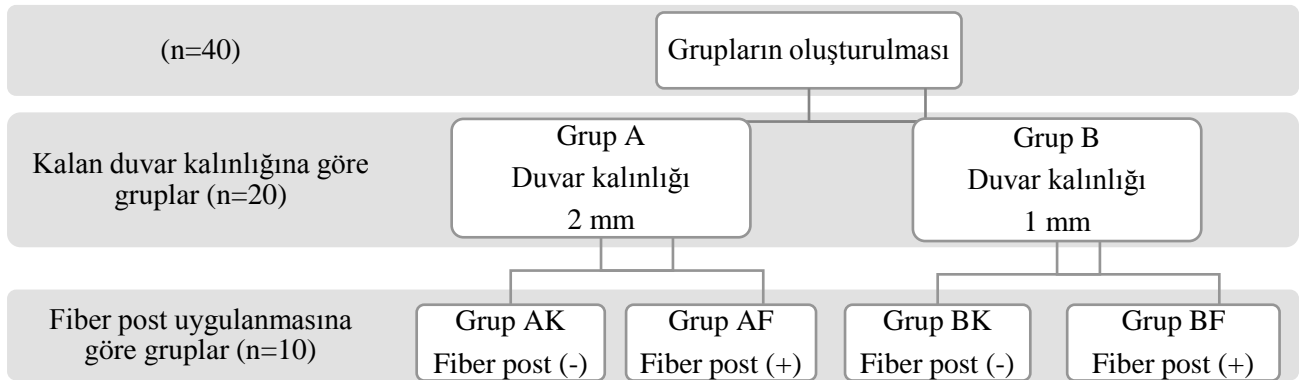 (n=40)
Grupların oluşturulması
Kalan duvar kalınlığına göre
gruplar (n=20)
Grup A
Duvar kalınlığı
2 mm
Grup B
Duvar kalınlığı
1 mm
Fiber post uygulanmasına
göre gruplar (n=10)
Grup AK
Fiber post (-)
Grup AF
Fiber post (+)
Grup BK
Fiber post (-)
Grup BF
Fiber post (+)